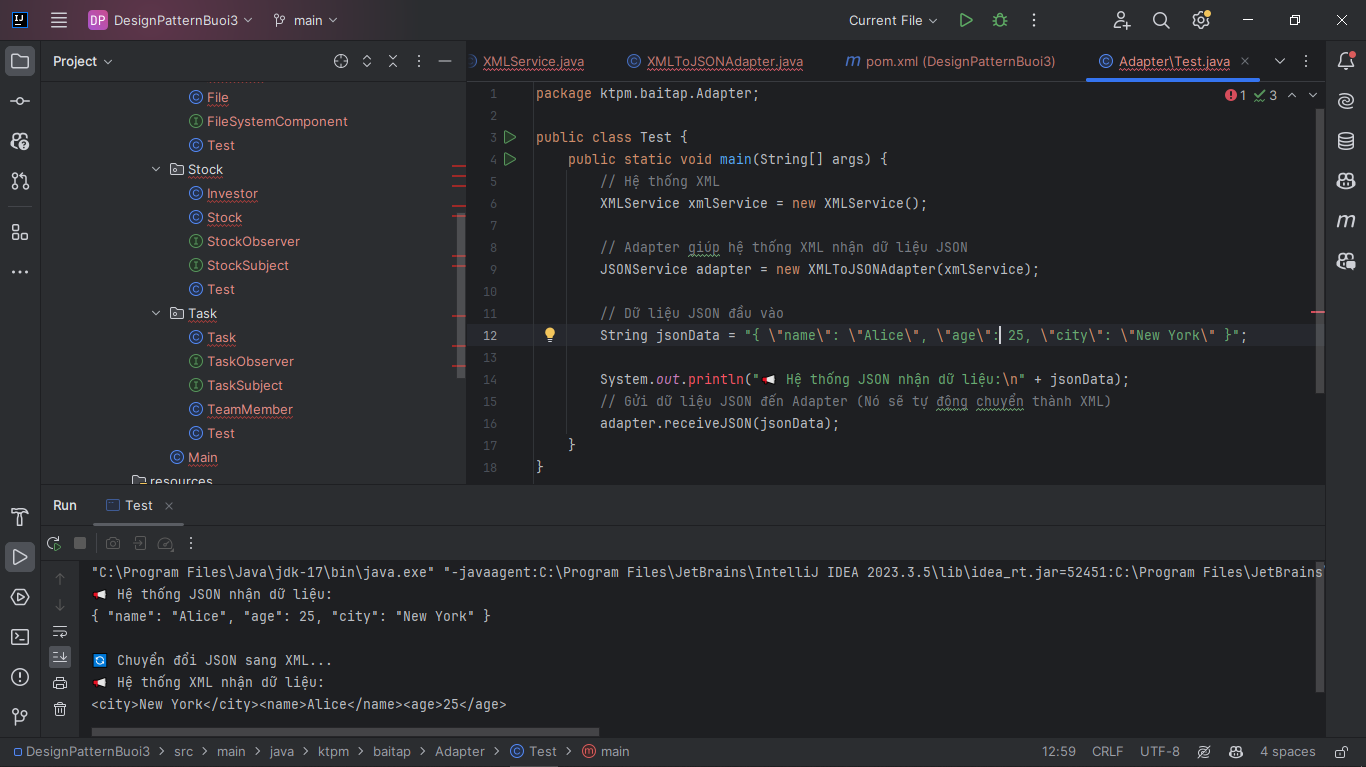 DP DesignPatternBuoi3 main Current File
Project
XMLService.java XMLToJSONAdapter.java m pom.xml (DesignPatternBuoi3) Adapter\Test.java
File
FileSystemComponent
Test
Stock
Investor
Stock
StockObserver
StockSubject
Test
Task
Task
TaskObserver
TaskSubject
TeamMember
Test
Main
resources
1 package ktpm.baitap.Adapter; 1 3
2
3 public class Test {
4 public static void main(String[] args) {
5 // Hệ thống XML
6 XMLService xmlService = new XMLService();
7
8 // Adapter giúp hệ thống XML nhận dữ liệu JSON
9 JSONService adapter = new XMLToJSONAdapter(xmlService);
10
11 // Dữ liệu JSON đầu vào
12 String jsonData = "{ \"name\": \"Alice\", \"age\": 25, \"city\": \"New York\" }";
13
14 System.out.println("📢 Hệ thống JSON nhận dữ liệu:\n" + jsonData);
15 // Gửi dữ liệu JSON đến Adapter (Nó sẽ tự động chuyển thành XML)
16 adapter.receiveJSON(jsonData);
17 }
18 }
Run Test
"C:\Program Files\Java\jdk-17\bin\java.exe" "-javaagent:C:\Program Files\JetBrains\IntelliJ IDEA 2023.3.5\lib\idea_rt.jar=52451:C:\Program Files\JetBrains
📢 Hệ thống JSON nhận dữ liệu:
{ "name": "Alice", "age": 25, "city": "New York" }
🔄 Chuyển đổi JSON sang XML...
📢 Hệ thống XML nhận dữ liệu:
<city>New York</city><name>Alice</name><age>25</age>
DesignPatternBuoi3 > src > main > java > ktpm > baitap > Adapter > Test > main 12:59 CRLF UTF-8 4 spaces